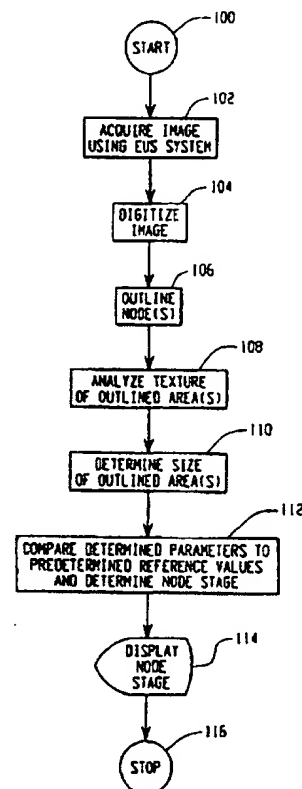 100
START
102
ACQUIRE IMAGE
USING EUS SYSTEM
104
DIGITIZE
IMAGE
106
OUTLINE
NODE(S)
108
ANALYZE TEXTURE
OF OUTLINED AREA(S)
110
DETERMINE SIZE
OF OUTLINED AREA(S)
112
COMPARE DETERMINED PARAMETERS TO
PREDETERMINED REFERENCE VALUES
AND DETERMINE NODE STAGE
114
DISPLAY
NODE
STAGE
116
STOP